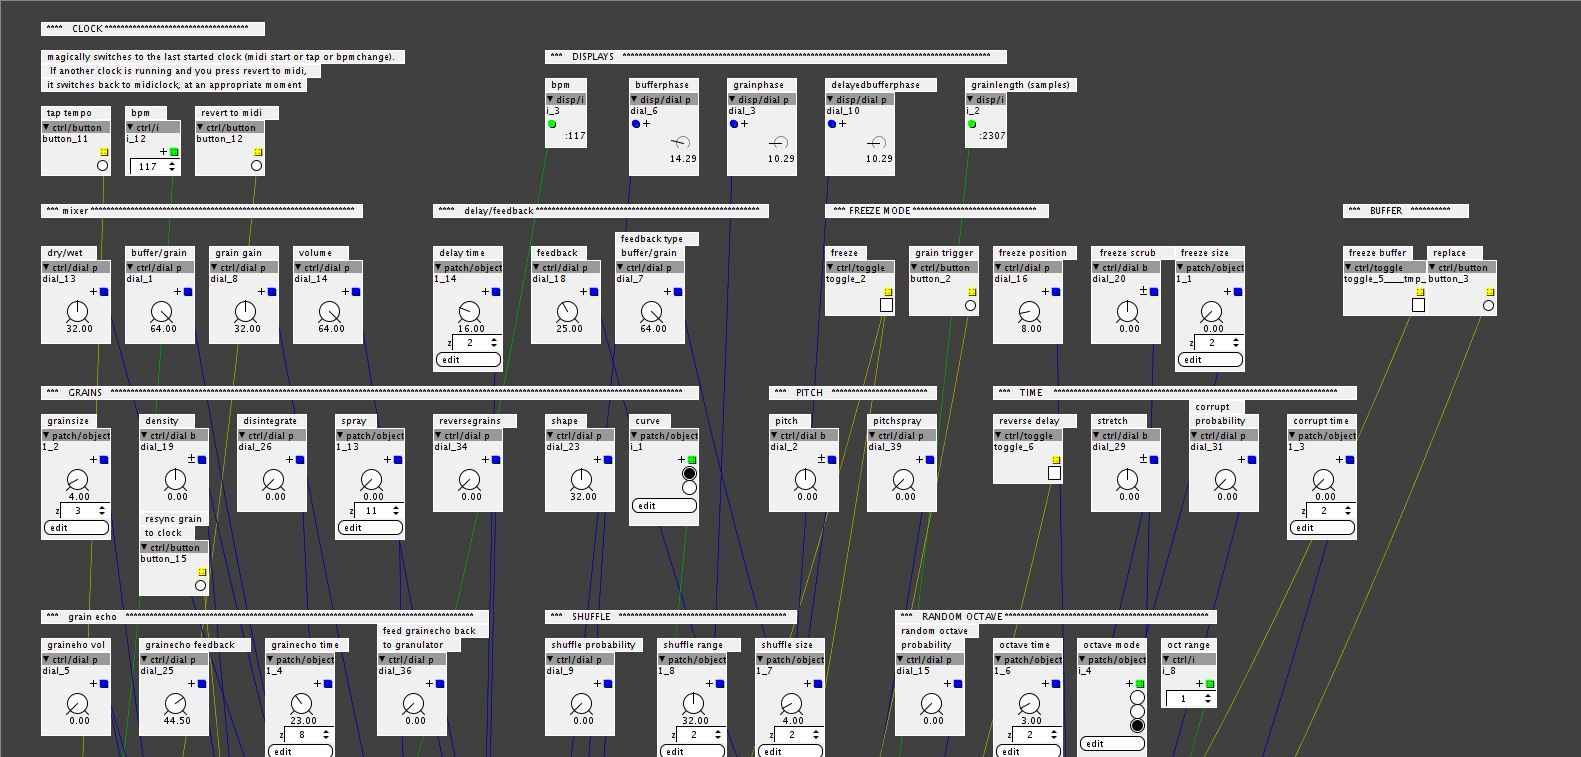 **** CLOCK ************************************
magically switches to the last started clock (midi start or tap or bpmchange).
If another clock is running and you press revert to midi,
it switches back to midiclock, at an appropriate moment
tap tempo
▼ ctrl/button
button_11
bpm
▼ ctrl/i
i_12
+
117
revert to midi
▼ ctrl/button
button_12
*** DISPLAYS ************************************
bpm
▼ disp/i
i_3
:117
bufferphase
▼ disp/dial p
dial_6
+
14.29
grainphase
▼ disp/dial p
dial_3
+
10.29
delayedbufferphase
▼ disp/dial p
dial_10
+
10.29
grainlength (samples)
▼ disp/i
i_2
:2307
*** mixer ************************************
dry/wet
▼ ctrl/dial p
dial_13
+
32.00
buffer/grain
▼ ctrl/dial p
dial_1
+
64.00
grain gain
▼ ctrl/dial p
dial_8
+
32.00
volume
▼ ctrl/dial p
dial_14
+
64.00
*** delay/feedback ************************************
delay time
▼ patch/object
1_14
+
16.00
z 2
edit
feedback
▼ ctrl/dial p
dial_18
+
25.00
feedback type
buffer/grain
▼ ctrl/dial p
dial_7
+
64.00
*** FREEZE MODE ************************************
freeze
▼ ctrl/toggle
toggle_2
grain trigger
▼ ctrl/button
button_2
freeze position
▼ ctrl/dial p
dial_16
+
8.00
freeze scrub
▼ ctrl/dial b
dial_20
±
0.00
freeze size
▼ patch/object
1_1
+
0.00
z 2
edit
*** BUFFER **********
freeze buffer
▼ ctrl/toggle
toggle_5___tmp_
replace
▼ ctrl/button
button_3
*** GRAINS ************************************
grainsize
▼ patch/object
1_2
+
4.00
z 3
edit
density
▼ ctrl/dial b
dial_19
±
0.00
resync grain
to clock
▼ ctrl/button
button_15
disintegrate
▼ ctrl/dial p
dial_26
+
0.00
spray
▼ patch/object
1_13
+
0.00
z 11
edit
reversegrains
▼ ctrl/dial p
dial_34
+
0.00
shape
▼ ctrl/dial p
dial_23
+
32.00
curve
▼ patch/object
i_1
+
edit
*** PITCH ************************
pitch
▼ ctrl/dial b
dial_2
±
0.00
pitchspray
▼ ctrl/dial p
dial_39
+
0.00
*** TIME ************************************
reverse delay
▼ ctrl/toggle
toggle_6
stretch
▼ ctrl/dial b
dial_29
±
0.00
corrupt
probability
▼ ctrl/dial p
dial_31
+
0.00
corrupt time
▼ patch/object
1_3
+
0.00
z 2
edit
*** grain echo ************************************
graineho vol
▼ ctrl/dial p
dial_5
+
0.00
grainecho feedback
▼ ctrl/dial p
dial_25
+
44.50
grainecho time
▼ patch/object
1_4
+
23.00
z 8
edit
feed grainecho back
to granulator
▼ ctrl/dial p
dial_36
+
0.00
*** SHUFFLE ************************************
shuffle probability
▼ ctrl/dial p
dial_9
+
0.00
shuffle range
▼ patch/object
1_8
+
32.00
z 2
edit
shuffle size
▼ patch/object
1_7
+
4.00
z 2
edit
*** RANDOM OCTAVE ************************************
random octave
probability
▼ ctrl/dial p
dial_15
+
0.00
octave time
▼ patch/object
1_6
+
3.00
z 2
edit
octave mode
▼ patch/object
i_4
+
edit
oct range
▼ ctrl/i
i_8
+
1